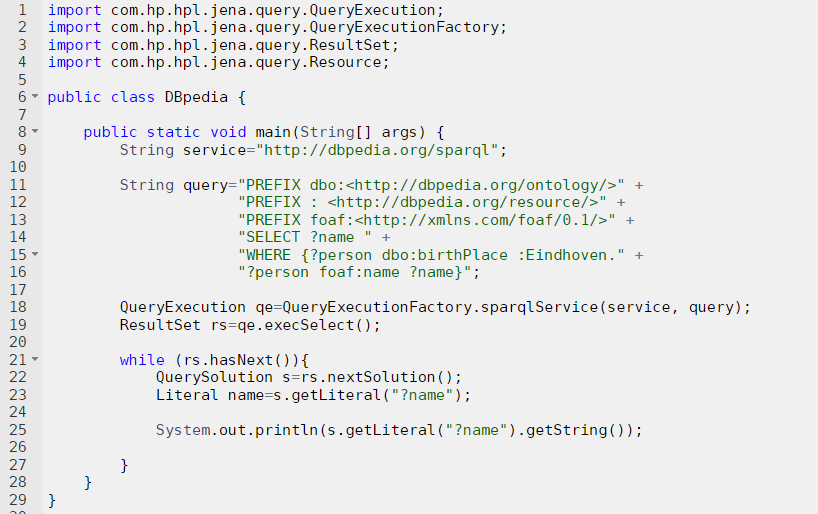 1 import com.hp.hpl.jena.query.QueryExecution;
2 import com.hp.hpl.jena.query.QueryExecutionFactory;
3 import com.hp.hpl.jena.query.ResultSet;
4 import com.hp.hpl.jena.query.Resource;
5
6 public class DBpedia {
7
8     public static void main(String[] args) {
9         String service="http://dbpedia.org/sparql";
10
11         String query="PREFIX dbo:<http://dbpedia.org/ontology/>" +
12                      "PREFIX : <http://dbpedia.org/resource/>" +
13                      "PREFIX foaf:<http://xmlns.com/foaf/0.1/>" +
14                      "SELECT ?name " +
15                      "WHERE {?person dbo:birthPlace :Eindhoven." +
16                      "?person foaf:name ?name}";
17
18         QueryExecution qe=QueryExecutionFactory.sparqlService(service, query);
19         ResultSet rs=qe.execSelect();
20
21         while (rs.hasNext()){
22             QuerySolution s=rs.nextSolution();
23             Literal name=s.getLiteral("?name");
24
25             System.out.println(s.getLiteral("?name").getString());
26
27         }
28     }
29 }